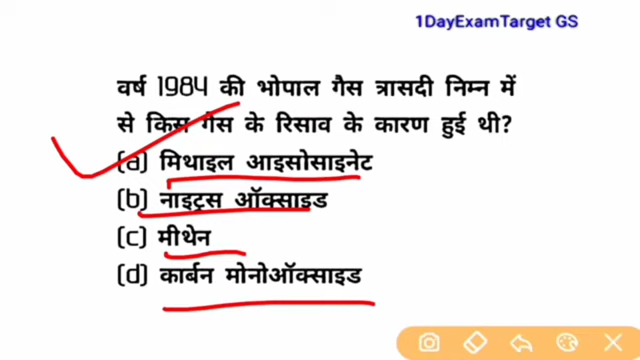 1DayExamTarget GS
वर्ष 1984 की भोपाल गैस त्रासदी निम्न में
से किस गैस के रिसाव के कारण हुई थी?
(a) मिथाइल आइसोसाइनेट
(b) नाइट्रस ऑक्साइड
(c) मीथेन
(d) कार्बन मोनोऑक्साइड